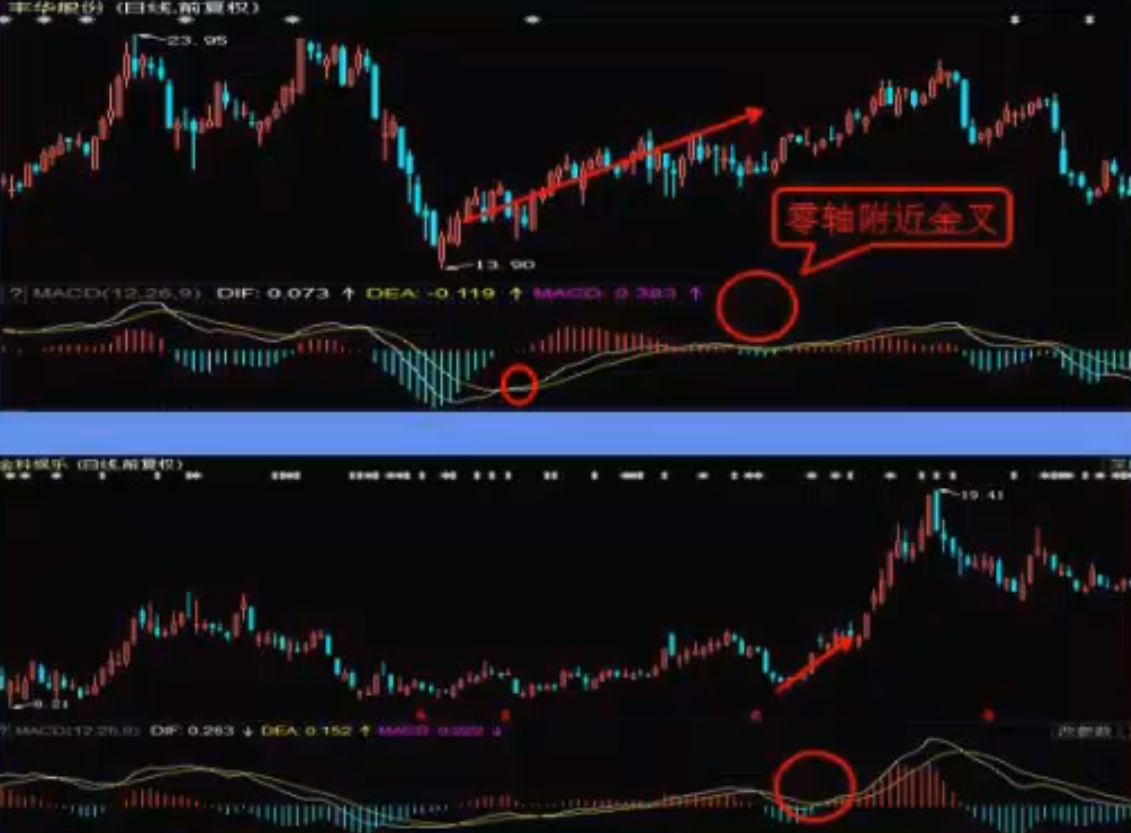 丰华股份 (日线.前复权)
23.95
零轴附近金叉
13.90
? MACD(12,26,9) DIF: 0.073 ↑ DEA: -0.119 ↑ MACD: 0.383 ↑
金科娱乐 (日线.前复权)
19.41
? MACD(12,26,9) DIF: 0.263 ↓ DEA: 0.152 ↑ MACD: 0.222 ↓